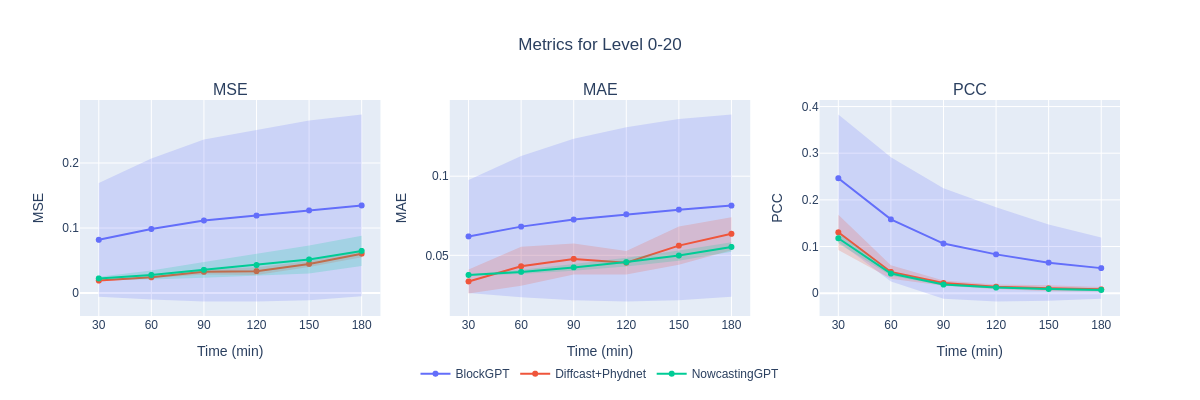 Metrics for Level 0-20
MSE
MAE
PCC
MSE
0.2
0.1
0
30 60 90 120 150 180
Time (min)
MAE
0.1
0.05
30 60 90 120 150 180
Time (min)
PCC
0.4
0.3
0.2
0.1
0
30 60 90 120 150 180
Time (min)
BlockGPT Diffcast+Phydnet NowcastingGPT